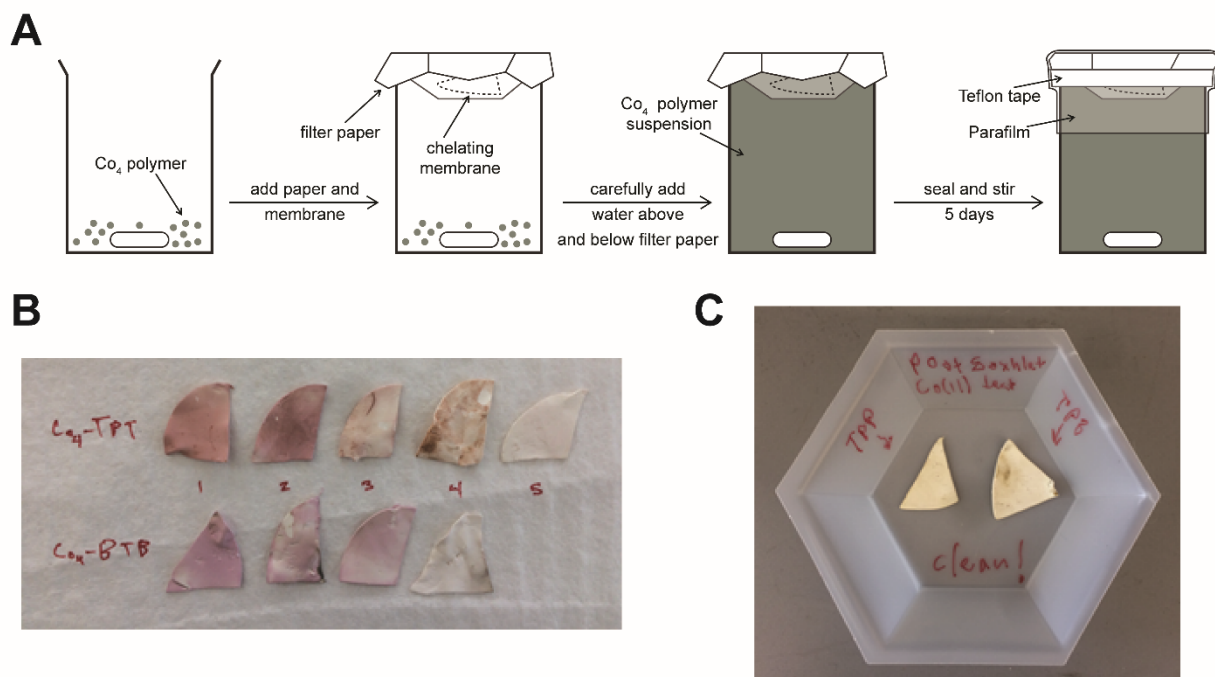 A
filter paper
Co₄ polymer
add paper and
membrane
chelating
membrane
Co₄ polymer
suspension
carefully add
water above
and below filter paper
seal and stir
5 days
Teflon tape
Parafilm
B
Co4-TPT
1 2 3 4 5
Co4-BTB
C
Post Soxhlet
Co(II) test
TPP
TPB
clean!